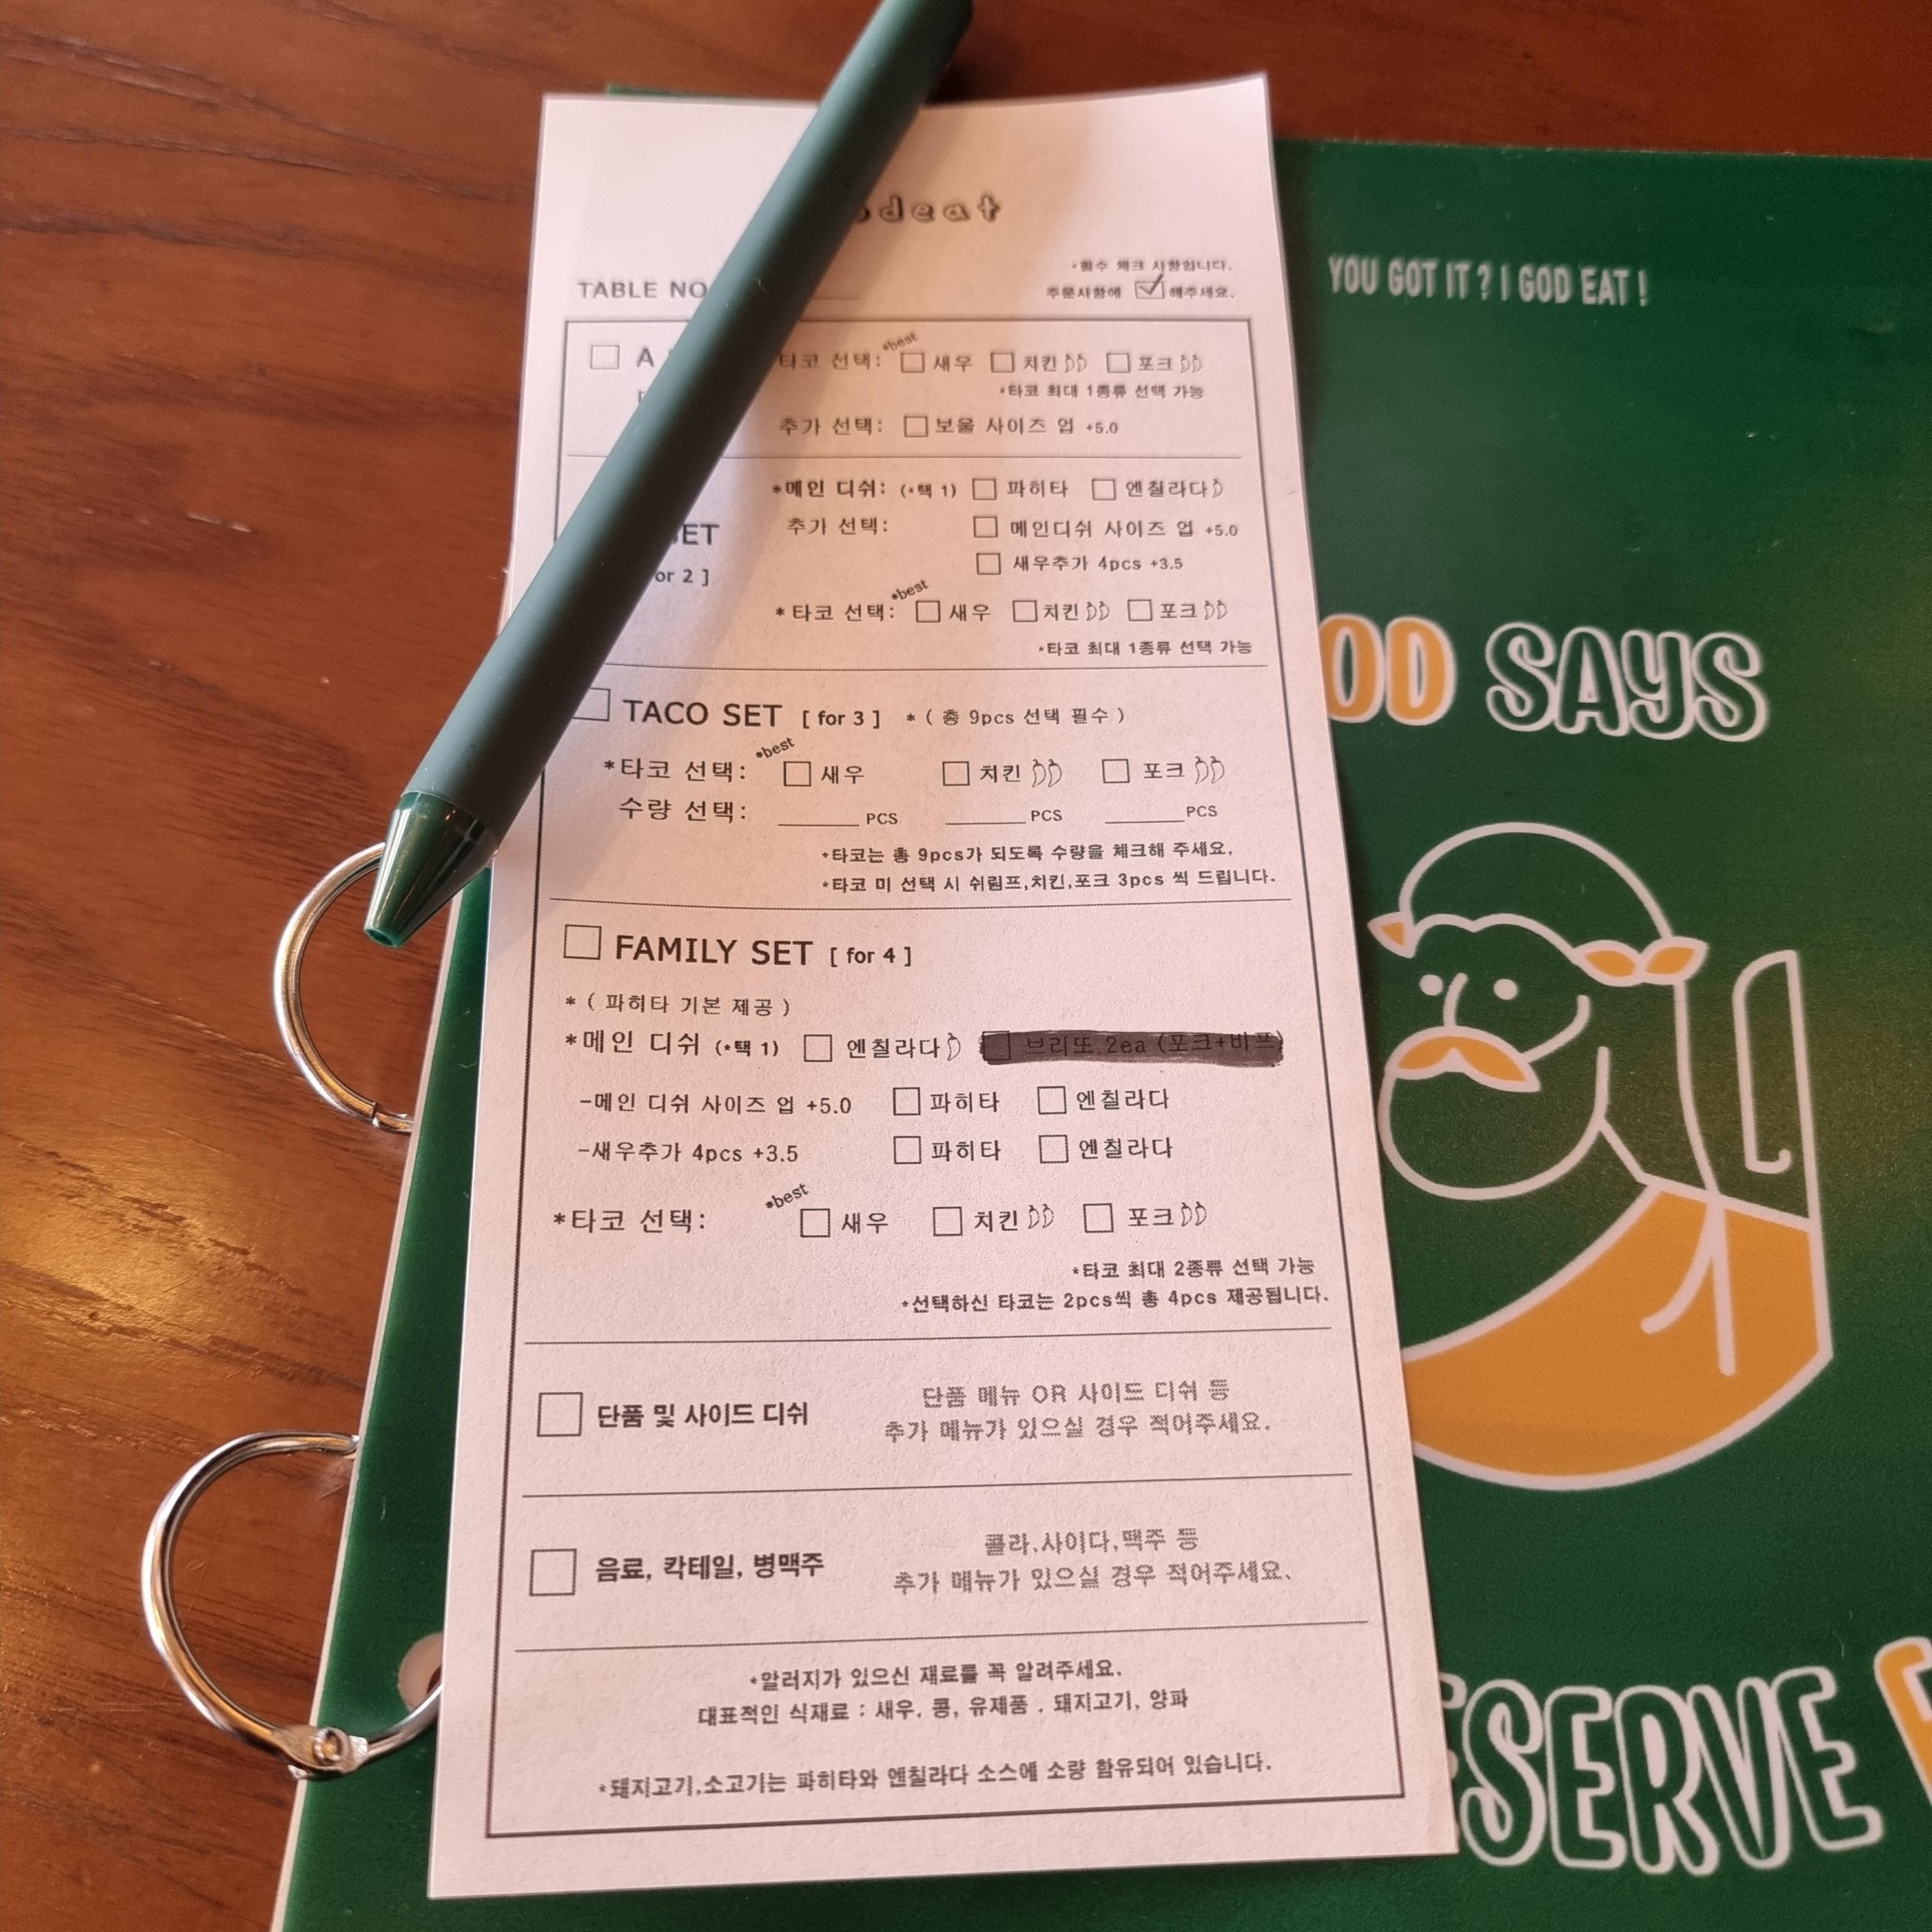 deat
*필수 체크 사항입니다.
TABLE NO
주문사항에 해주세요.
A
타코 선택: *best 새우 치킨 포크
*타코 최대 1종류 선택 가능
추가 선택: 보울 사이즈 업 +5.0
*메인 디쉬: (*택 1) 파히타 엔칠라다
추가 선택: 메인디쉬 사이즈 업 +5.0
SET
새우추가 4pcs +3.5
or 2 ]
*타코 선택: *best 새우 치킨 포크
*타코 최대 1종류 선택 가능
TACO SET [ for 3 ] * ( 총 9pcs 선택 필수 )
*타코 선택: *best 새우 치킨 포크
수량 선택: ______PCS ______PCS ______PCS
*타코는 총 9pcs가 되도록 수량을 체크해 주세요.
*타코 미 선택 시 쉬림프,치킨,포크 3pcs 씩 드립니다.
FAMILY SET [ for 4 ]
* ( 파히타 기본 제공 )
*메인 디쉬 (*택 1) 엔칠라다 브리또 2ea (포크+비프)
-메인 디쉬 사이즈 업 +5.0 파히타 엔칠라다
-새우추가 4pcs +3.5 파히타 엔칠라다
*타코 선택: *best 새우 치킨 포크
*타코 최대 2종류 선택 가능
*선택하신 타코는 2pcs씩 총 4pcs 제공됩니다.
단품 및 사이드 디쉬
단품 메뉴 OR 사이드 디쉬 등
추가 메뉴가 있으실 경우 적어주세요.
음료, 칵테일, 병맥주
콜라,사이다,맥주 등
추가 메뉴가 있으실 경우 적어주세요.
*알러지가 있으신 재료를 꼭 알려주세요.
대표적인 식재료 : 새우, 콩, 유제품 , 돼지고기, 양파
*돼지고기,소고기는 파히타와 엔칠라다 소스에 소량 함유되어 있습니다.
YOU GOT IT ? I GOD EAT !
OD SAYS
SERVE